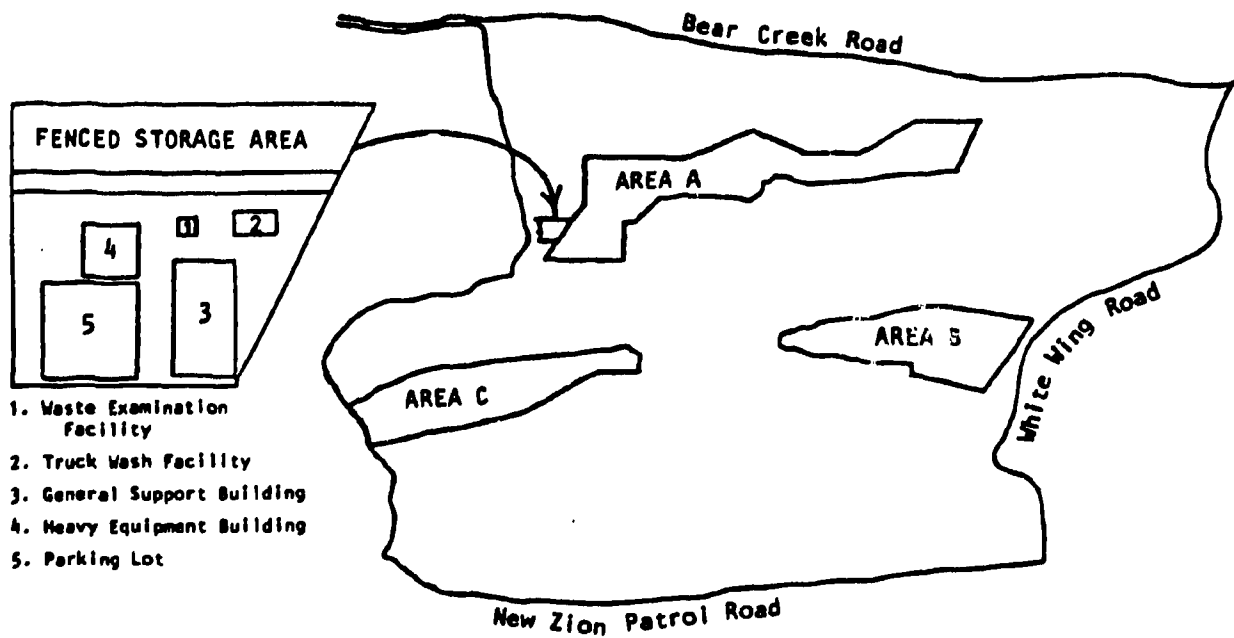 Bear Creek Road
FENCED STORAGE AREA
1
2
4
3
5
AREA A
AREA B
AREA C
White Wing Road
1. Waste Examination
Facility
2. Truck Wash Facility
3. General Support Building
4. Heavy Equipment Building
5. Parking Lot
New Zion Patrol Road